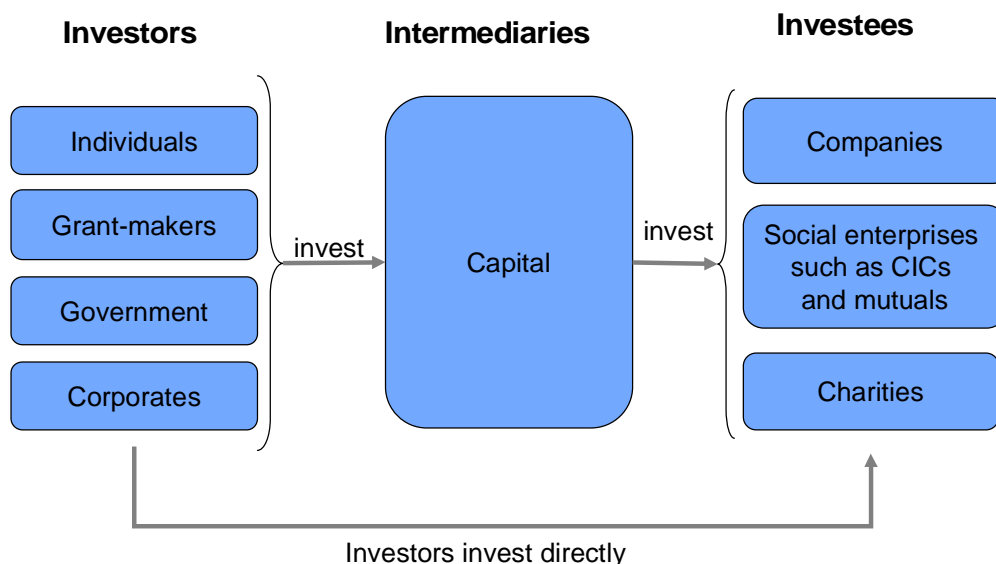 Investors
Intermediaries
Investees
Individuals
Grant-makers
Government
Corporates
invest
Capital
invest
Companies
Social enterprises
such as CICs
and mutuals
Charities
Investors invest directly